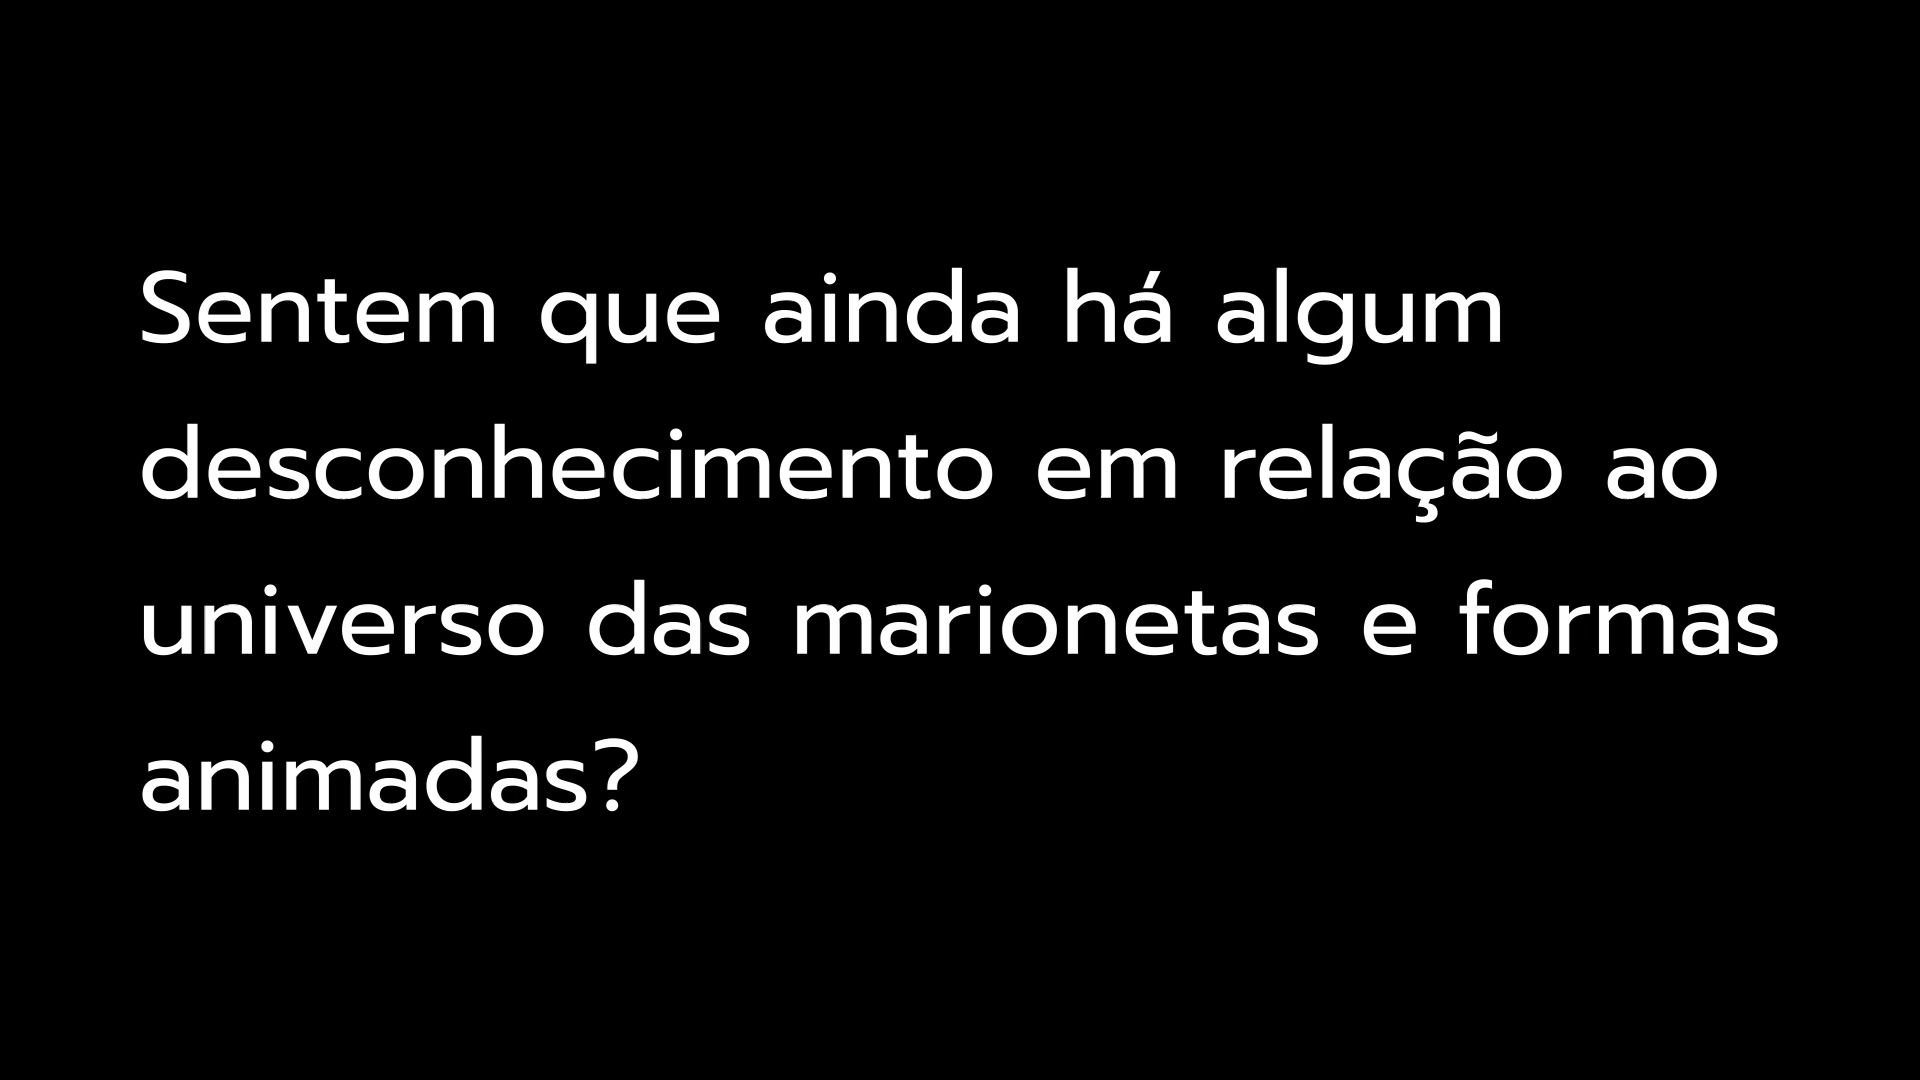 Sentem que ainda há algum
desconhecimento em relação ao
universo das marionetas e formas
animadas?